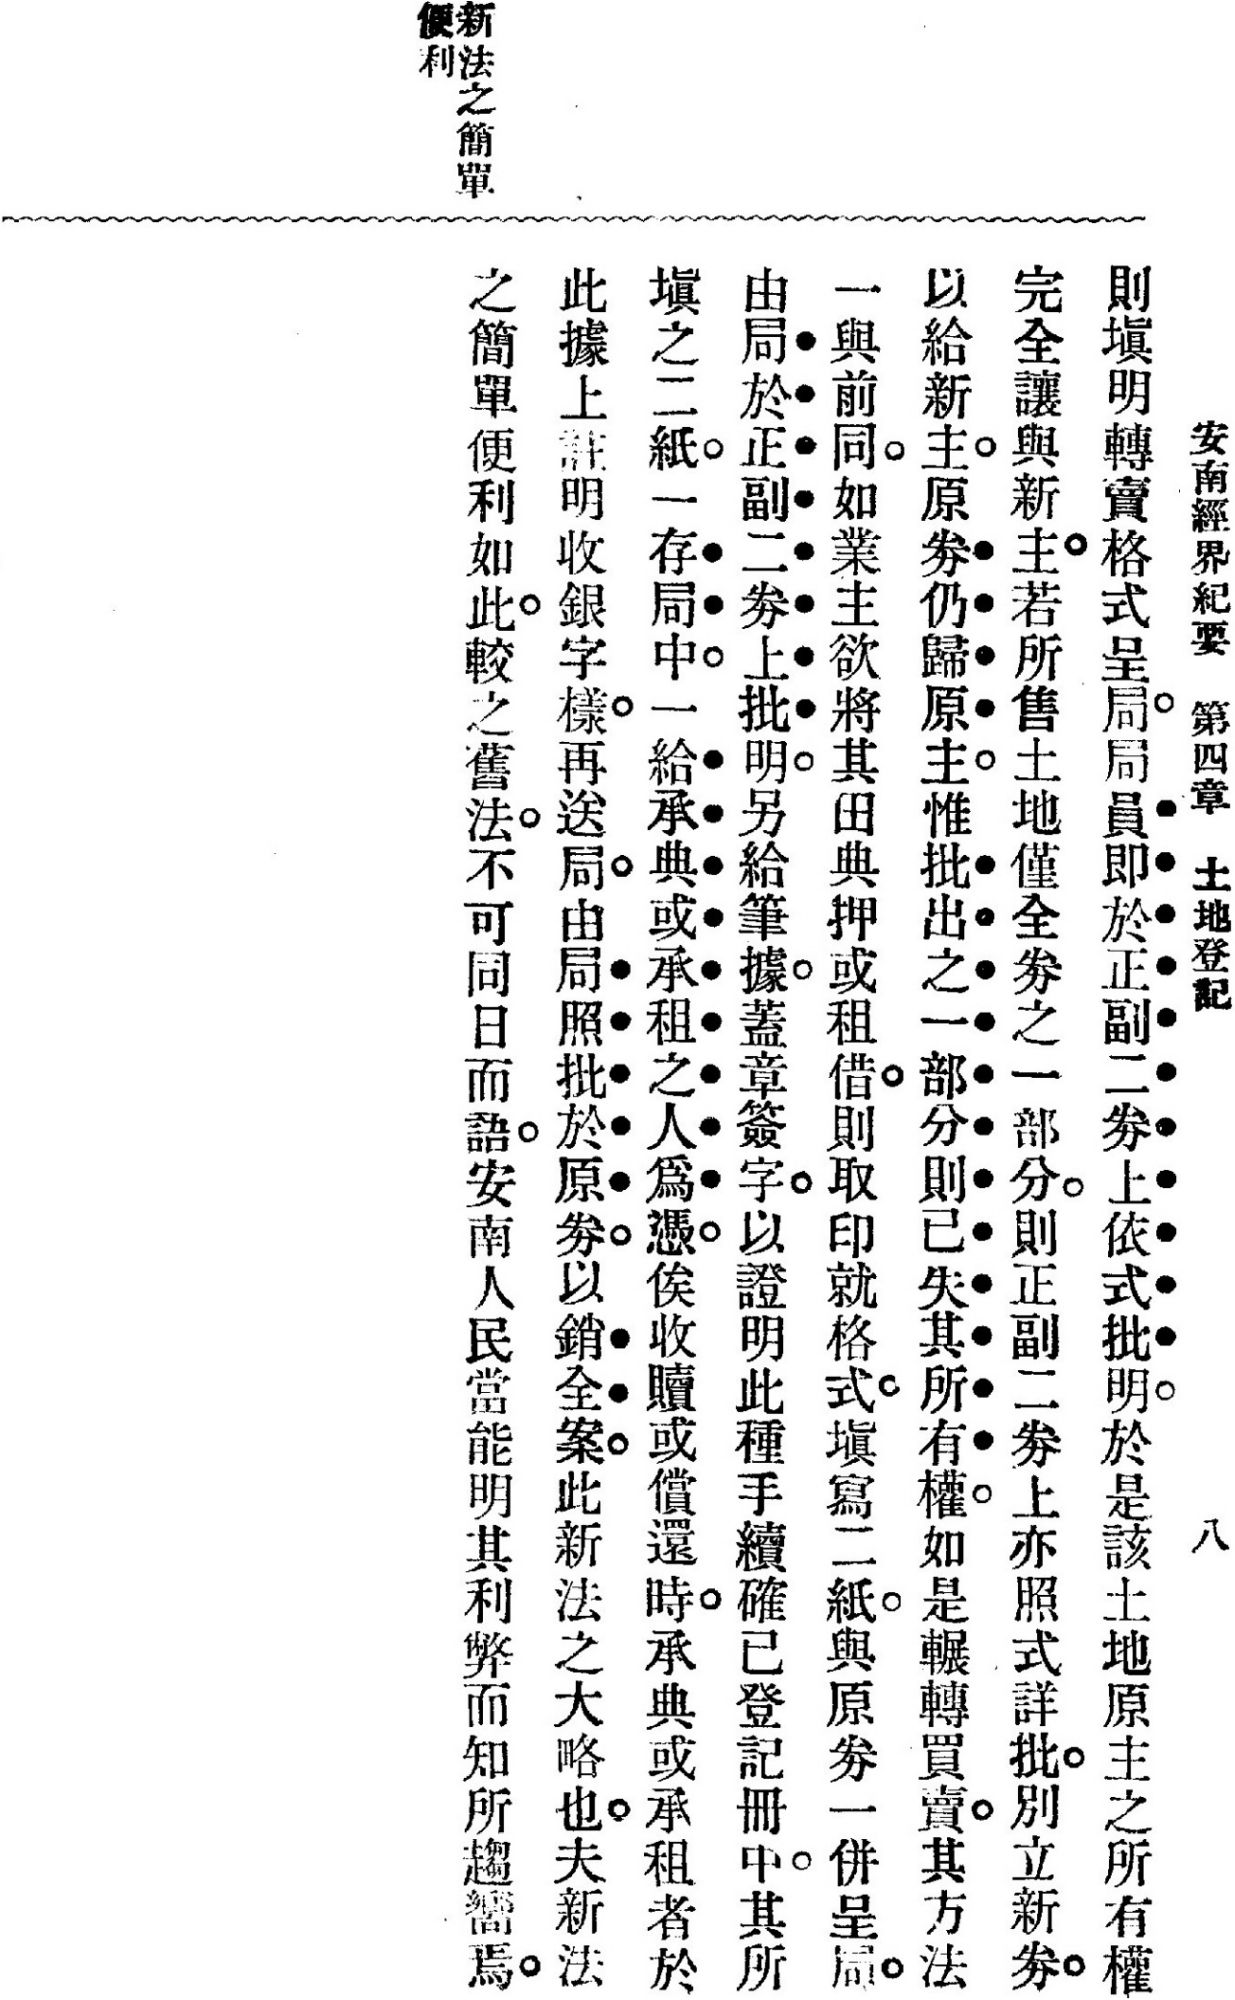 安南經界紀要　第四章　土地登記　八
則塡明轉賣格式呈局。局員即於正副二劵上依式批明。於是該土地原主之所有權
完全讓與新主。若所售土地僅全劵之一部分。則正副二劵上亦照式詳批。別立新劵。
以給新主。原劵仍歸原主。惟批出之一部分則已失其所有權。如是輾轉買賣。其方法
一與前同。如業主欲將其田典押或租借。則取印就格式。塡寫二紙。與原劵一併呈局。
由局於正副二劵上批明。另給筆據。蓋章簽字。以證明此種手續確已登記冊中。其所
塡之二紙。一存局中。一給承典或承租之人爲憑。俟收贖或償還時。承典或承租者於
此據上註明收銀字樣。再送局。由局照批於原劵。以銷全案。此新法之大略也。夫新法
之簡單便利如此。較之舊法。不可同日而語。安南人民當能明其利弊而知所趨嚮焉。
新法之簡單
便利